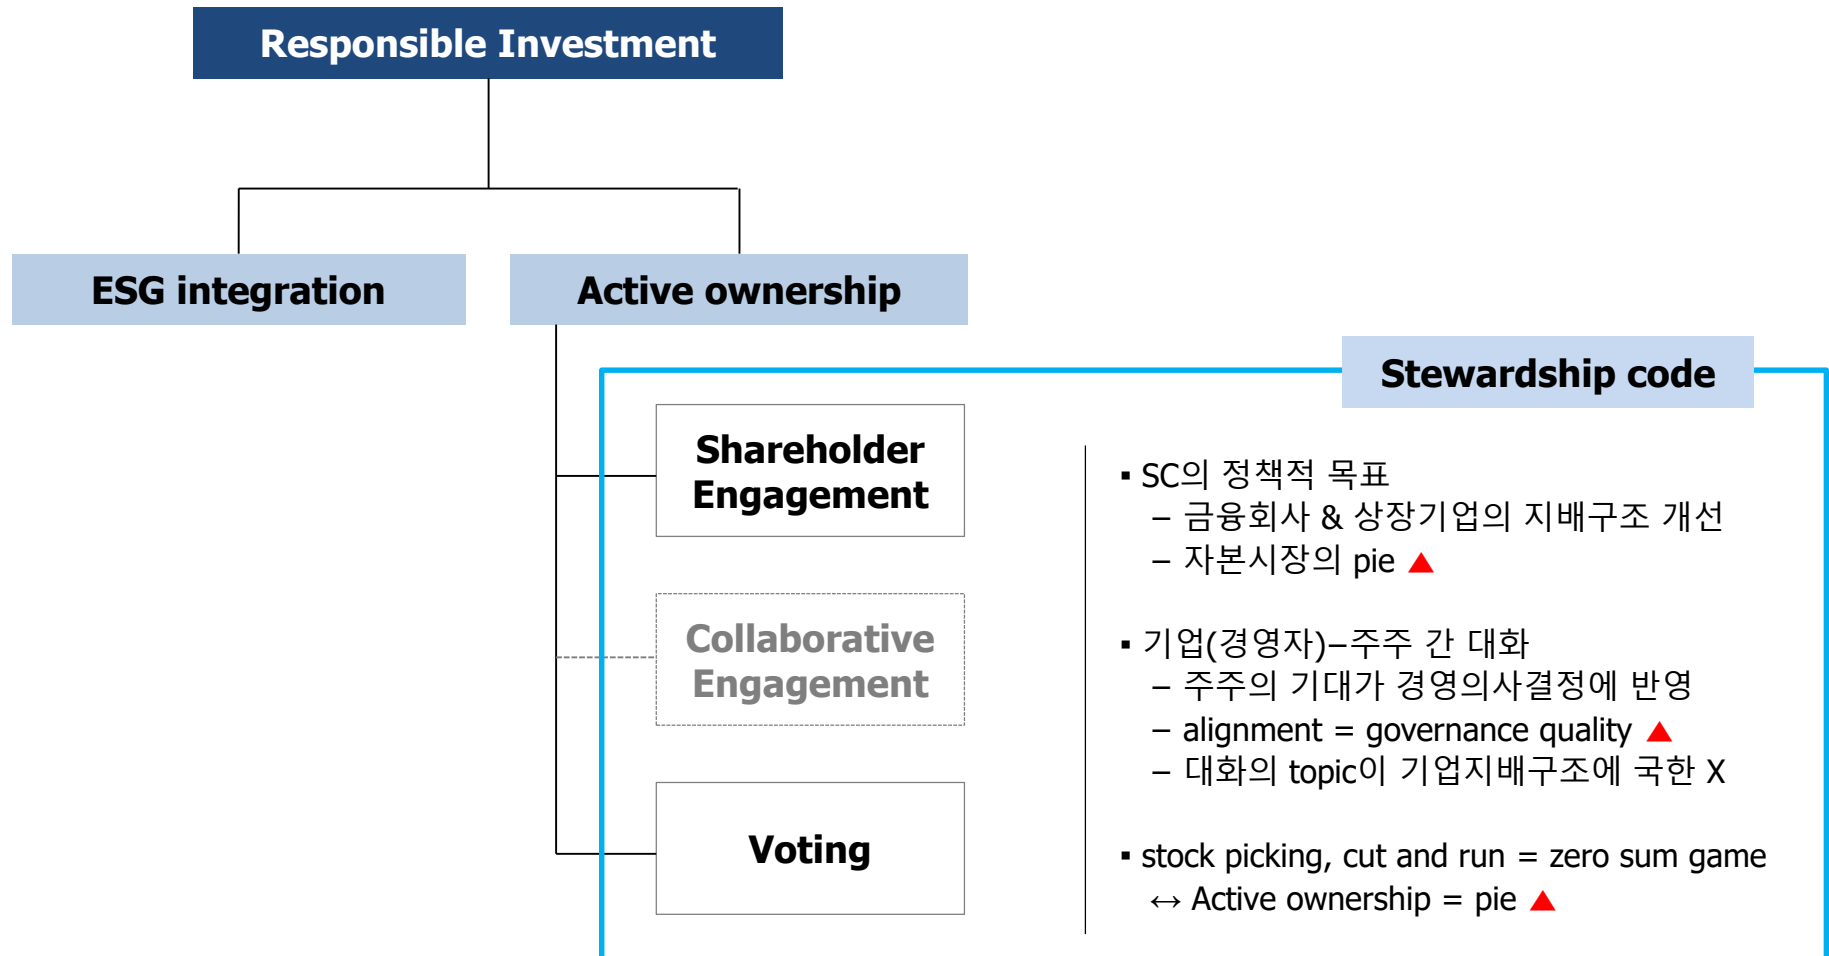 Responsible Investment
ESG integration
Active ownership
Stewardship code
Shareholder
Engagement
Collaborative
Engagement
Voting
▪ SC의 정책적 목표
– 금융회사 & 상장기업의 지배구조 개선
– 자본시장의 pie ▲
▪ 기업(경영자)–주주 간 대화
– 주주의 기대가 경영의사결정에 반영
– alignment = governance quality ▲
– 대화의 topic이 기업지배구조에 국한 X
▪ stock picking, cut and run = zero sum game
↔ Active ownership = pie ▲